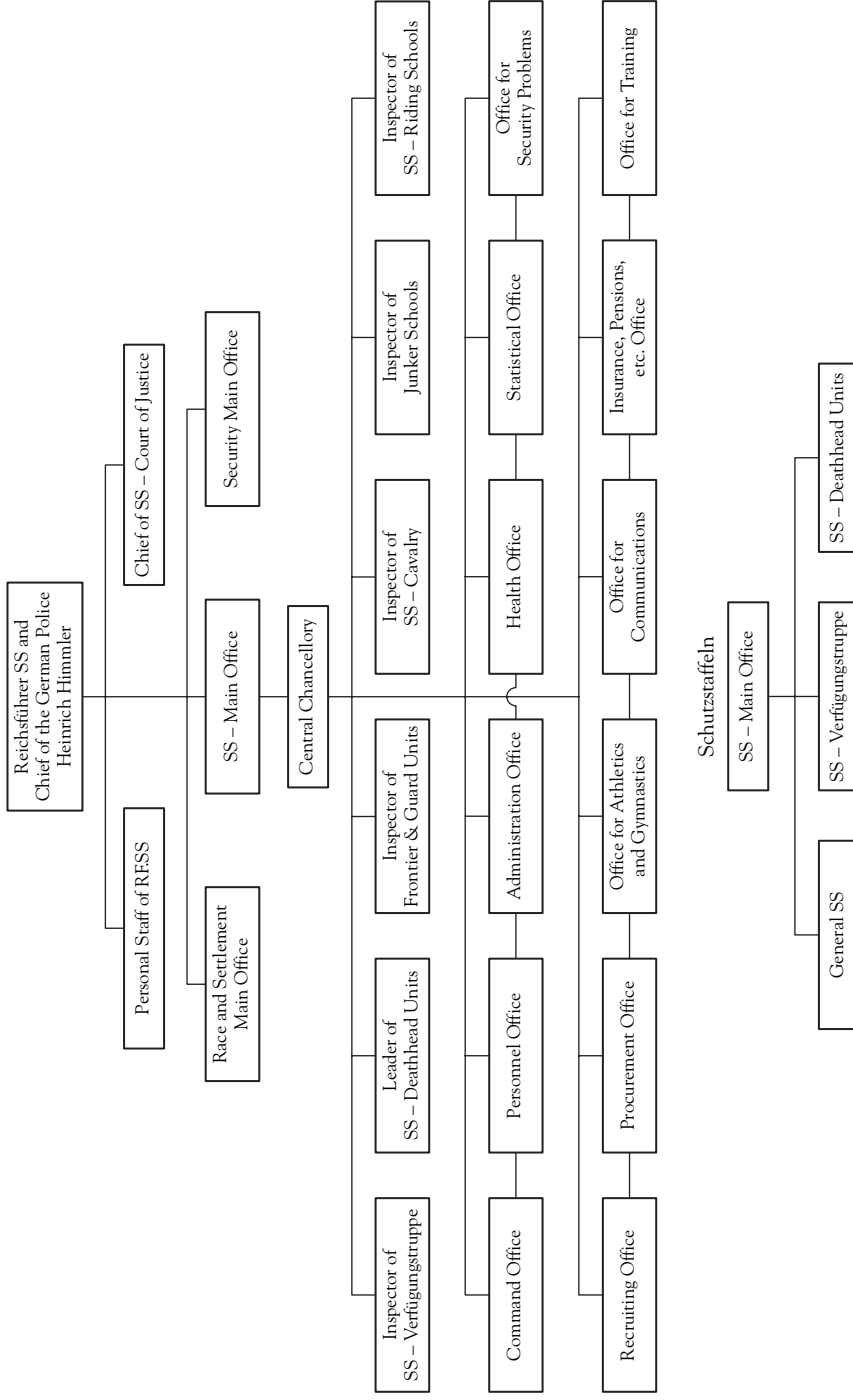 Reichsführer SS and
Chief of the German Police
Heinrich Himmler
Personal Staff of RFSS
Chief of SS – Court of Justice
Race and Settlement
Main Office
SS – Main Office
Security Main Office
Central Chancellory
Inspector of
SS – Verfügungstruppe
Leader of
SS – Deathhead Units
Inspector of
Frontier & Guard Units
Inspector of
SS – Cavalry
Inspector of
Junker Schools
Inspector of
SS – Riding Schools
Command Office
Personnel Office
Administration Office
Health Office
Statistical Office
Office for
Security Problems
Recruiting Office
Procurement Office
Office for Athletics
and Gymnastics
Office for
Communications
Insurance, Pensions,
etc. Office
Office for Training
Schutzstaffeln
SS – Main Office
General SS
SS – Verfügungstruppe
SS – Deathhead Units